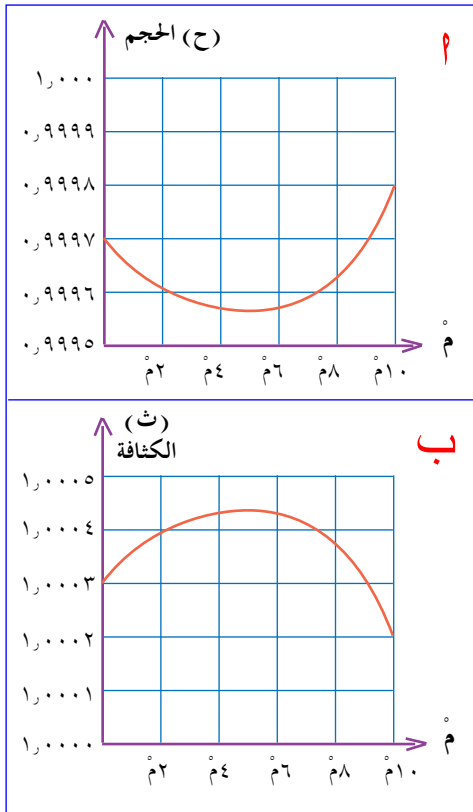 أ
(ح) الحجم
١٫٠٠٠
٠٫٩٩٩٩
٠٫٩٩٩٨
٠٫٩٩٩٧
٠٫٩٩٩٦
٠٫٩٩٩٥
مْ
٢مْ ٤مْ ٦مْ ٨مْ ١٠مْ
ب
(ث)
الكثافة
١٫٠٠٠٥
١٫٠٠٠٤
١٫٠٠٠٣
١٫٠٠٠٢
١٫٠٠٠١
١٫٠٠٠٠
مْ
٢مْ ٤مْ ٦مْ ٨مْ ١٠مْ